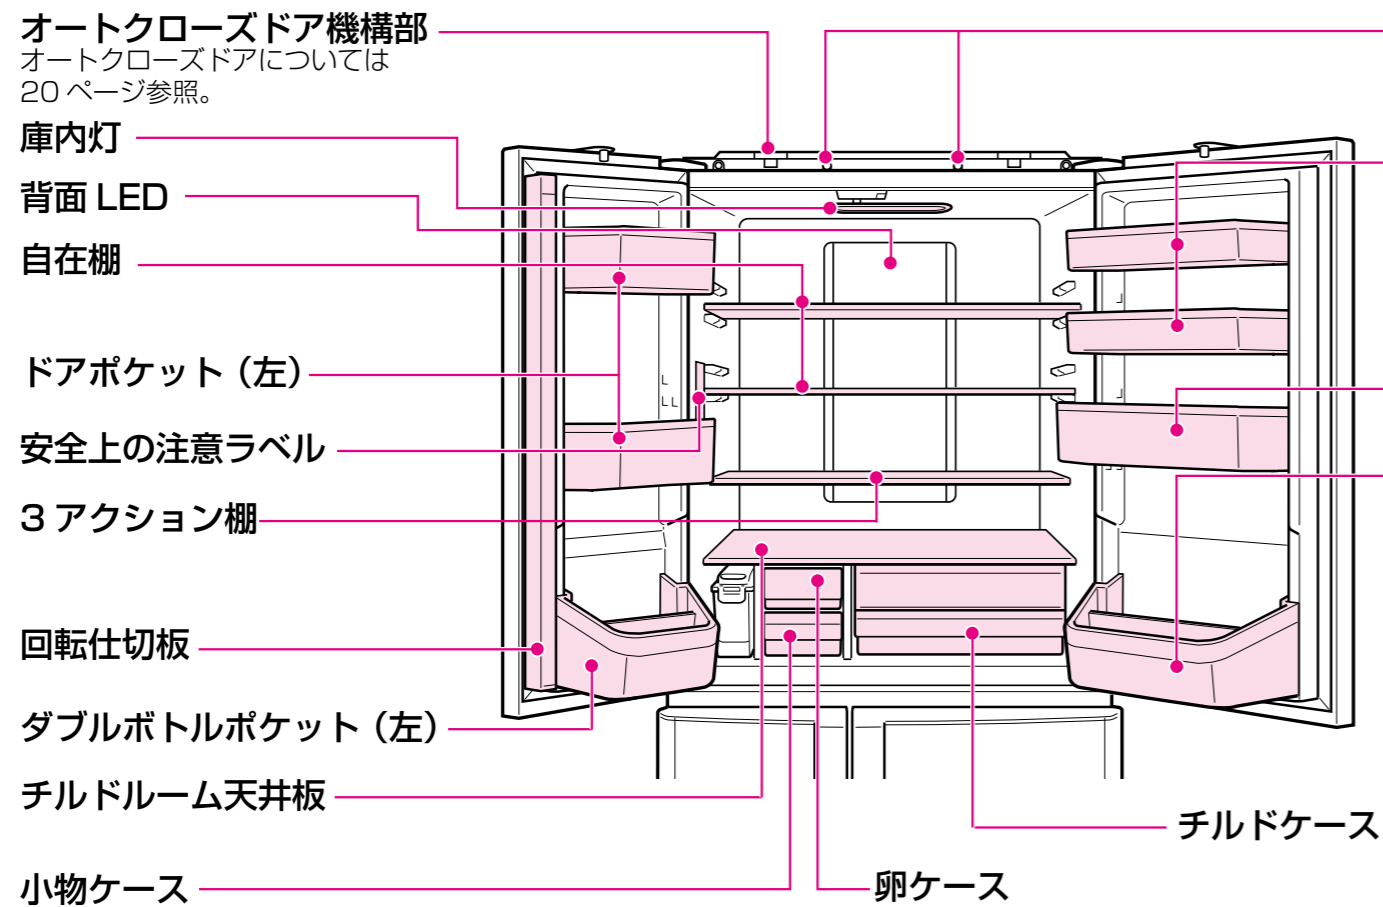 オートクローズドア機構部
オートクローズドアについては
20 ページ参照。
庫内灯
背面 LED
自在棚
ドアポケット（左）
安全上の注意ラベル
3 アクション棚
回転仕切板
ダブルボトルポケット（左）
チルドルーム天井板
チルドケース
小物ケース
卵ケース